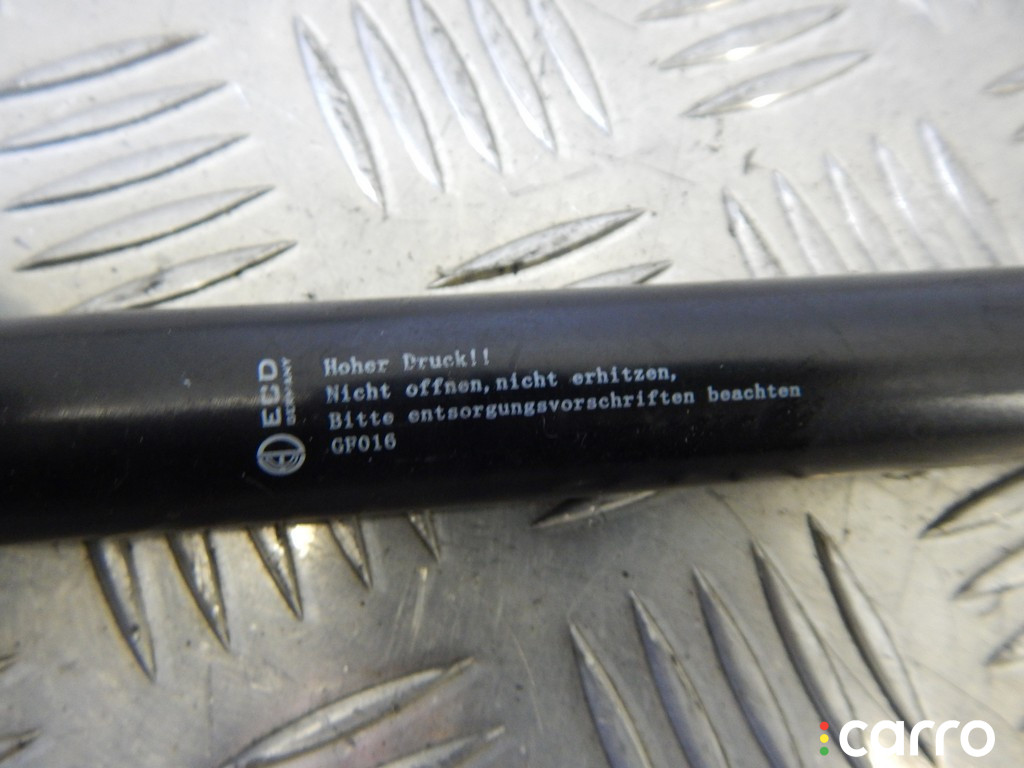 Hoher Druck!!
Nicht offnen, nicht erhitzen,
Bitte entsorgungsvorschriften beachten
GF016
ECD
GERMANY
carro